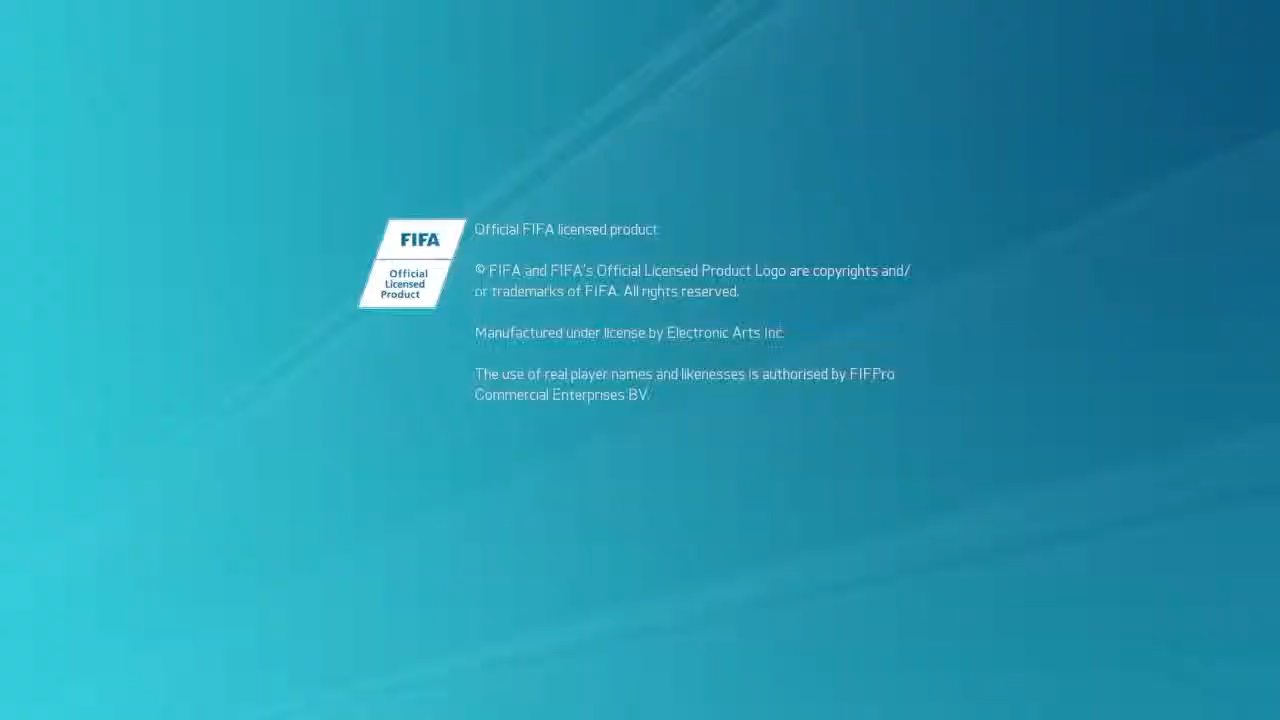 FIFA
Official
Licensed
Product
Official FIFA licensed product
© FIFA and FIFA's Official Licensed Product Logo are copyrights and/
or trademarks of FIFA. All rights reserved.
Manufactured under license by Electronic Arts Inc.
The use of real player names and likenesses is authorised by FIFPro
Commercial Enterprises BV.